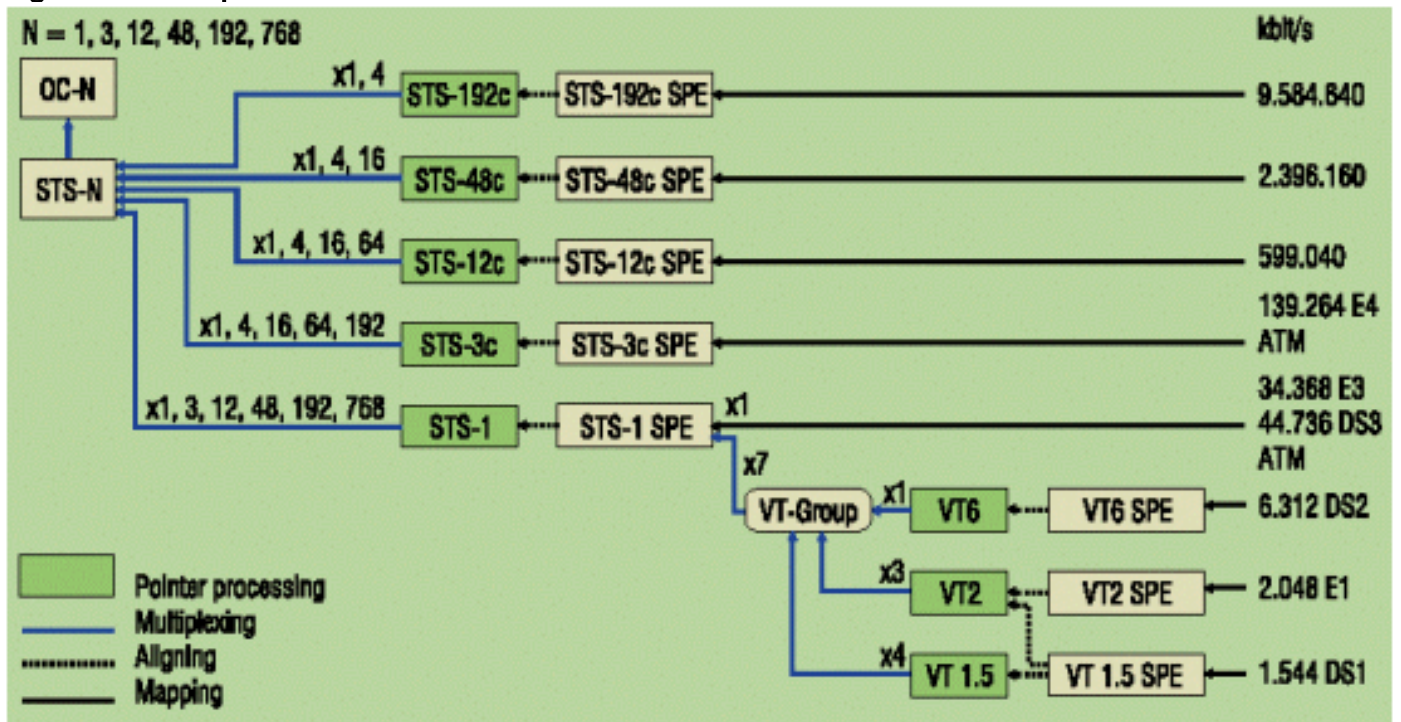 N = 1, 3, 12, 48, 192, 768
kbit/s
OC-N
x1, 4
STS-192c
STS-192c SPE
9.584.640
STS-N
x1, 4, 16
STS-48c
STS-48c SPE
2.396.160
x1, 4, 16, 64
STS-12c
STS-12c SPE
599.040
x1, 4, 16, 64, 192
STS-3c
STS-3c SPE
139.264 E4
ATM
x1, 3, 12, 48, 192, 768
STS-1
STS-1 SPE
x1
34.368 E3
44.736 DS3
ATM
x7
VT-Group
x1
VT6
VT6 SPE
6.312 DS2
x3
VT2
VT2 SPE
2.048 E1
x4
VT 1.5
VT 1.5 SPE
1.544 DS1
Pointer processing
Multiplexing
Aligning
Mapping